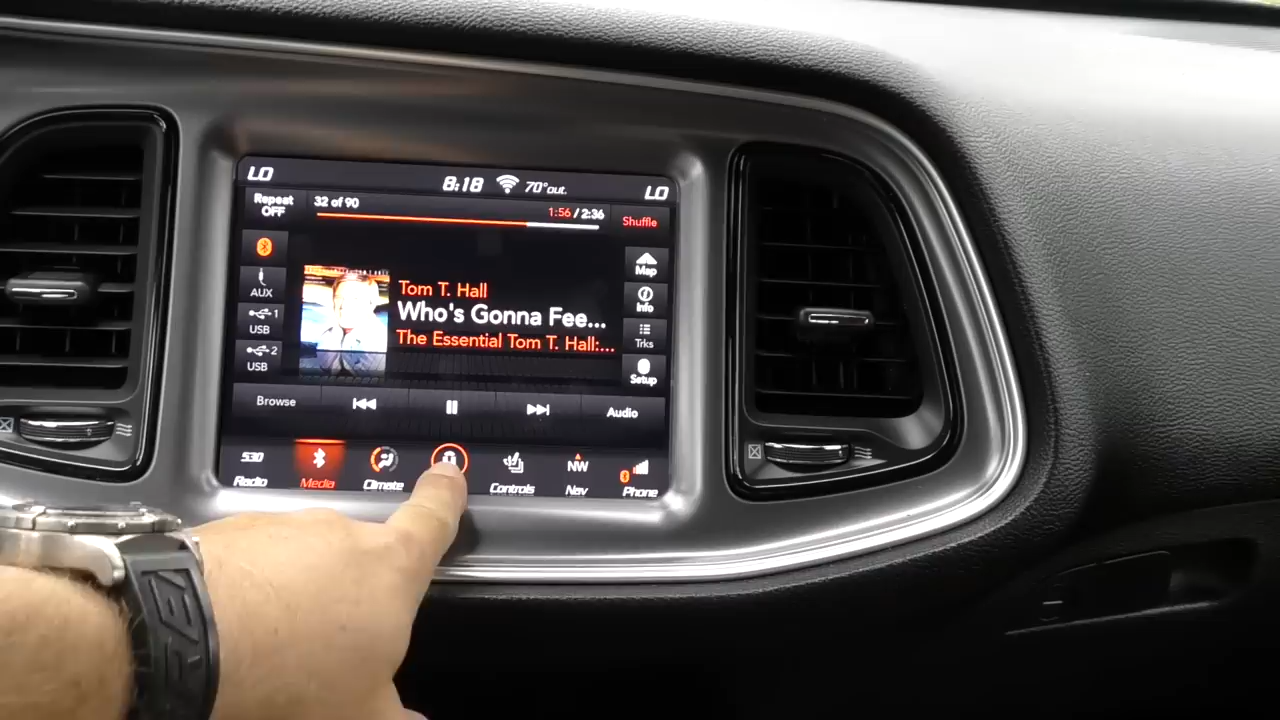 LO
8:18
70° out.
LO
Repeat
OFF
32 of 90
1:56 / 2:36
Shuffle
AUX
1
USB
2
USB
Tom T. Hall
Who's Gonna Fee...
The Essential Tom T. Hall:...
Map
Info
Trks
Setup
Browse
Audio
530
Radio
Media
Climate
Controls
NW
Nav
Phone